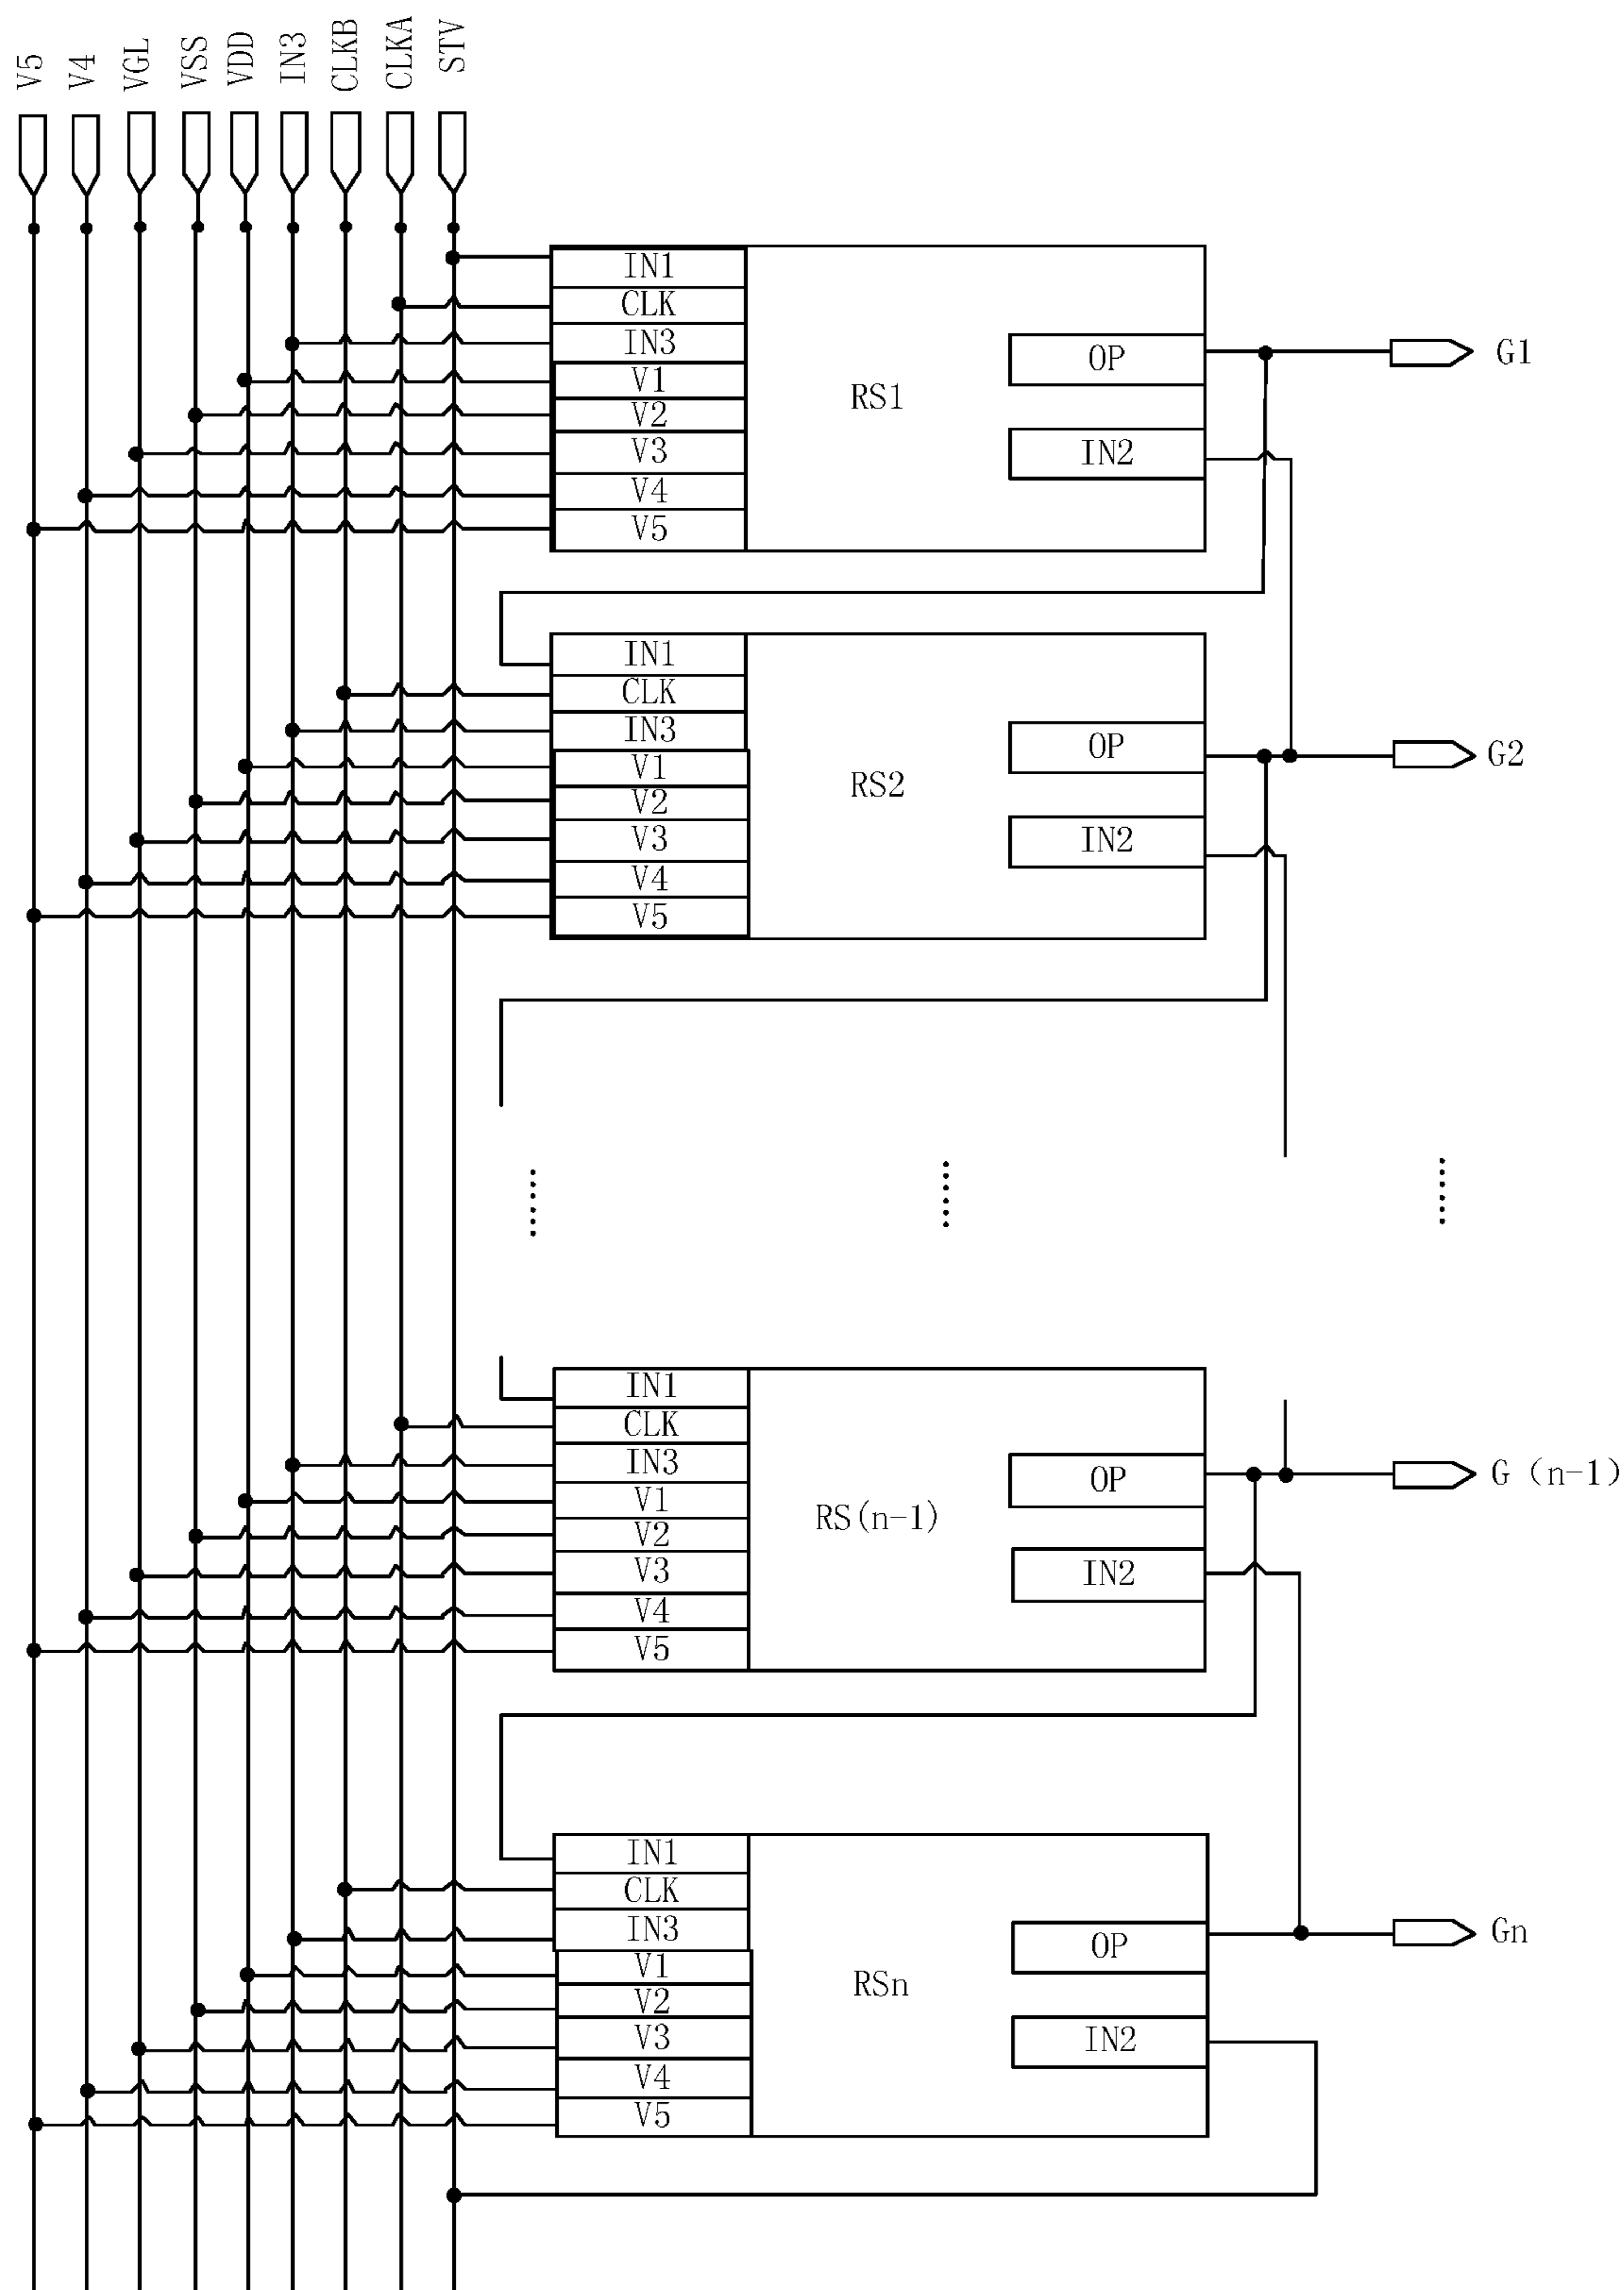 V5
V4
VGL
VSS
VDD
IN3
CLKB
CLKA
STV
IN1
CLK
IN3
V1
V2
V3
V4
V5
RS1
OP
IN2
G1
IN1
CLK
IN3
V1
V2
V3
V4
V5
RS2
OP
IN2
G2
IN1
CLK
IN3
V1
V2
V3
V4
V5
RS(n-1)
OP
IN2
G (n-1)
IN1
CLK
IN3
V1
V2
V3
V4
V5
RSn
OP
IN2
Gn